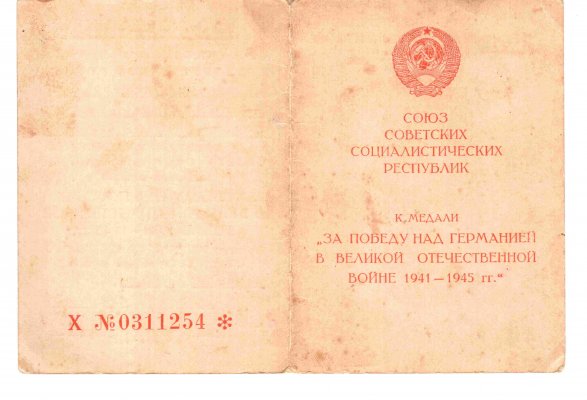 Х №0311254 *
СОЮЗ
СОВЕТСКИХ
СОЦИАЛИСТИЧЕСКИХ
РЕСПУБЛИК
К МЕДАЛИ
„ЗА ПОБЕДУ НАД ГЕРМАНИЕЙ
В ВЕЛИКОЙ ОТЕЧЕСТВЕННОЙ
ВОЙНЕ 1941—1945 гг.“